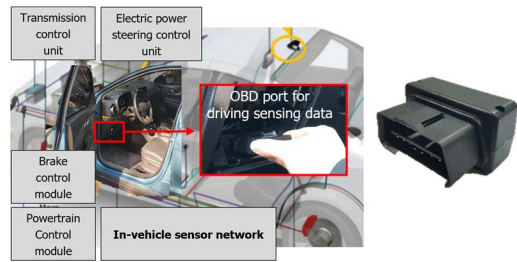 Transmission
control
unit
Electric power
steering control
unit
OBD port for
driving sensing data
Brake
control
module
Powertrain
Control
module
In-vehicle sensor network